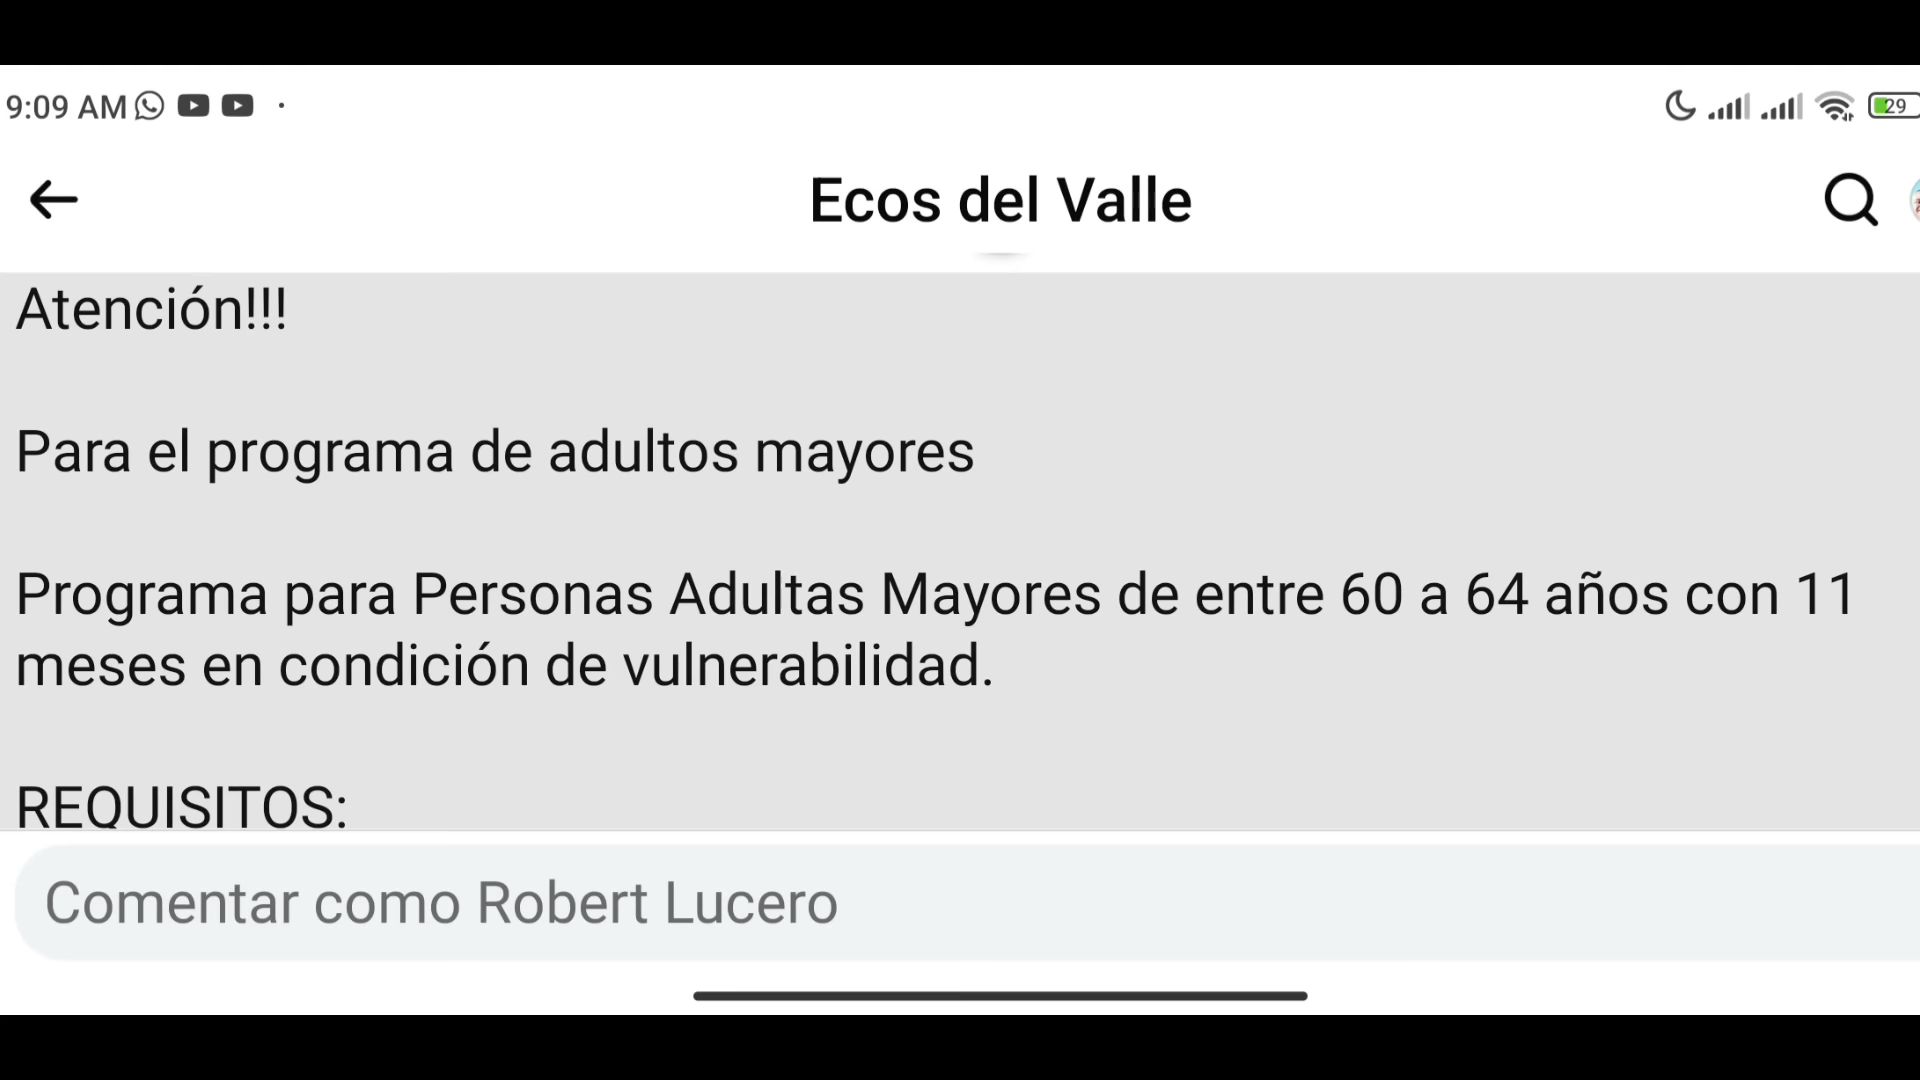 9:09 AM
29
Ecos del Valle
Atención!!!
Para el programa de adultos mayores
Programa para Personas Adultas Mayores de entre 60 a 64 años con 11
meses en condición de vulnerabilidad.
REQUISITOS:
Comentar como Robert Lucero